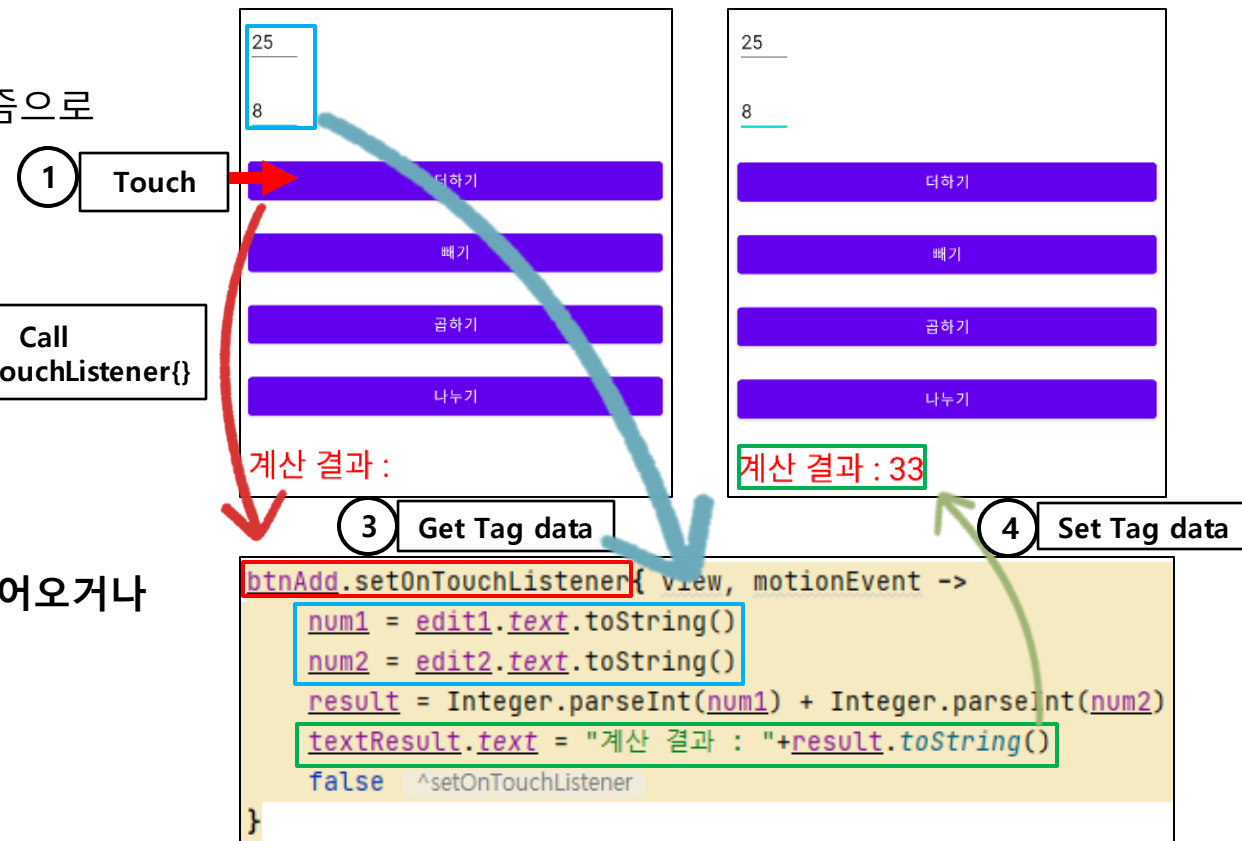 25
8
즘으로
1
Touch
더하기
빼기
곱하기
나누기
계산 결과 :
Call
ouchListener{}
25
8
더하기
빼기
곱하기
나누기
계산 결과 : 33
3
Get Tag data
4
Set Tag data
어오거나
btnAdd.setOnTouchListener{ view, motionEvent ->
num1 = edit1.text.toString()
num2 = edit2.text.toString()
result = Integer.parseInt(num1) + Integer.parseInt(num2)
textResult.text = "계산 결과 : "+result.toString()
false ^setOnTouchListener
}